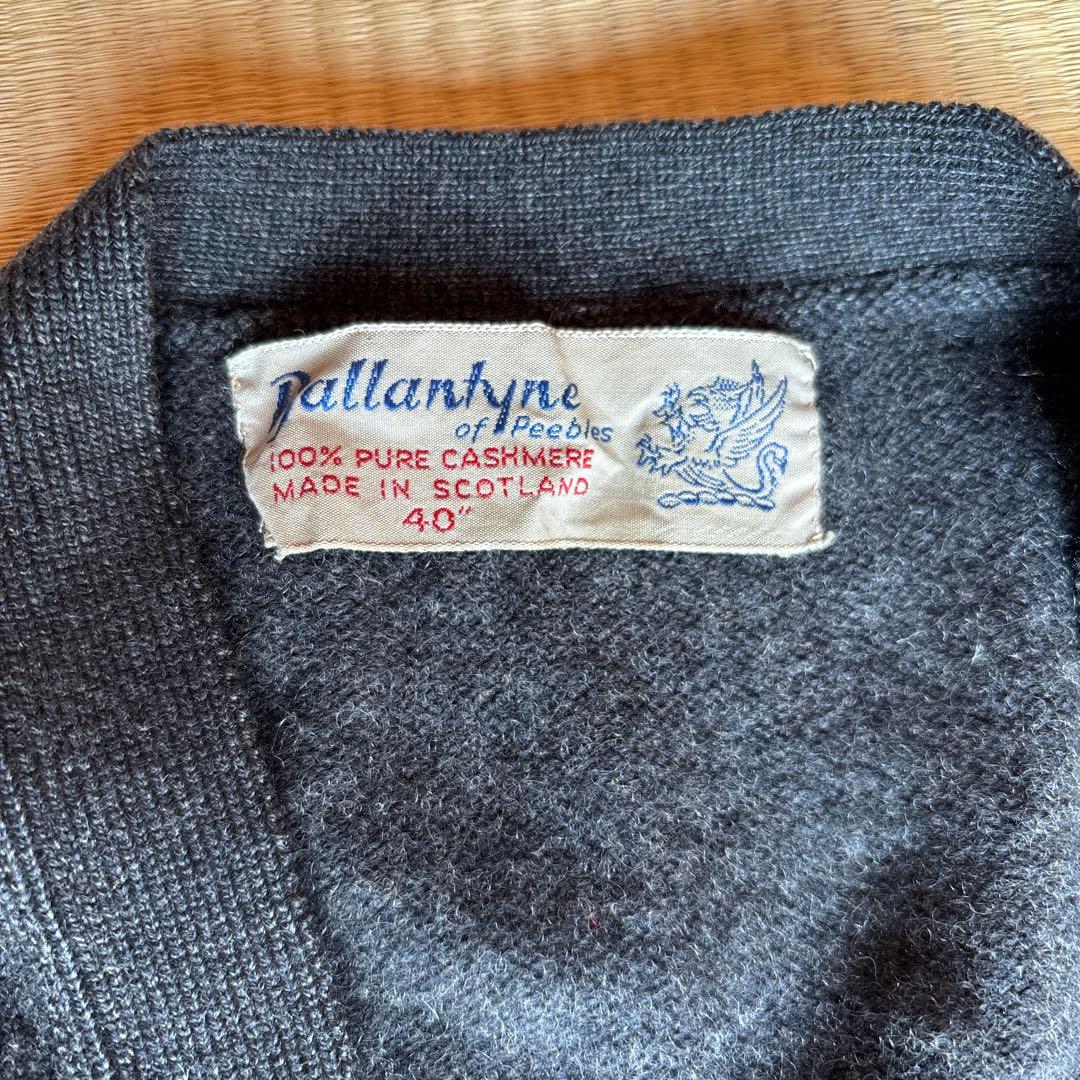 Ballantyne
of Peebles
100% PURE CASHMERE
MADE IN SCOTLAND
40"